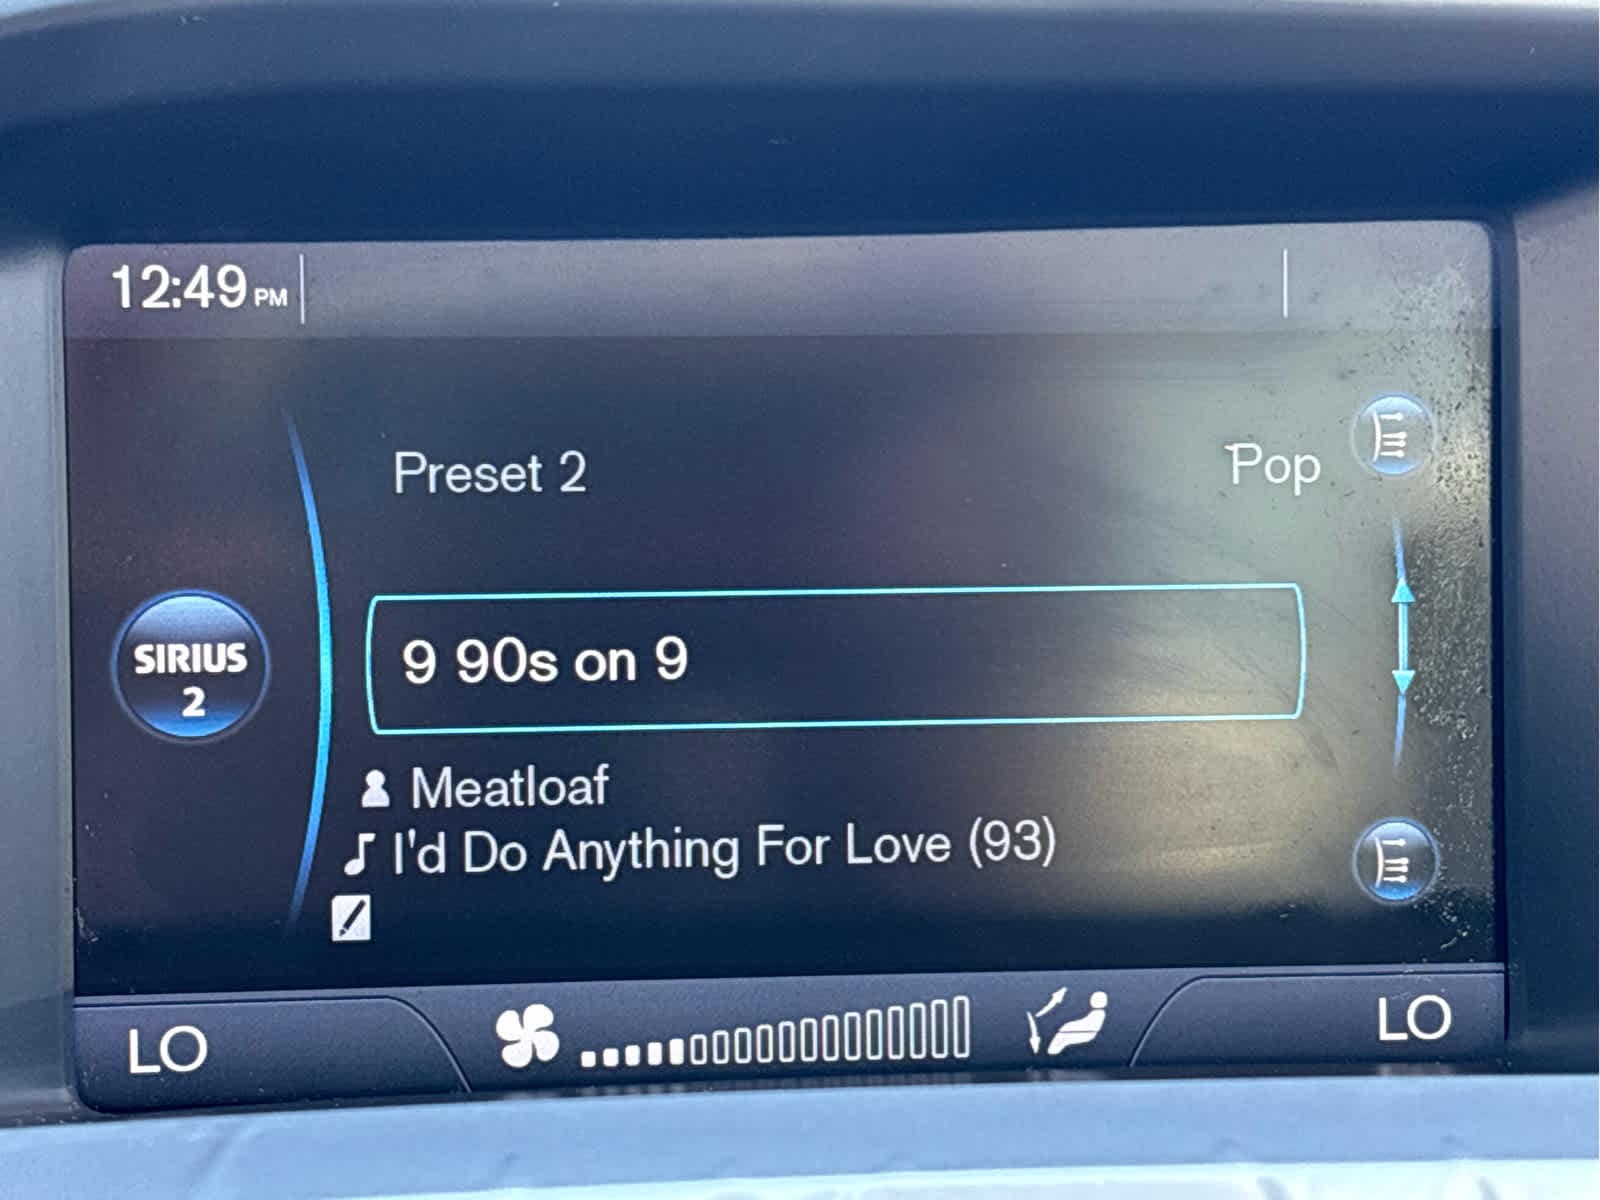 12:49 PM
Preset 2
Pop
SIRIUS
2
9 90s on 9
Meatloaf
I'd Do Anything For Love (93)
LO
LO